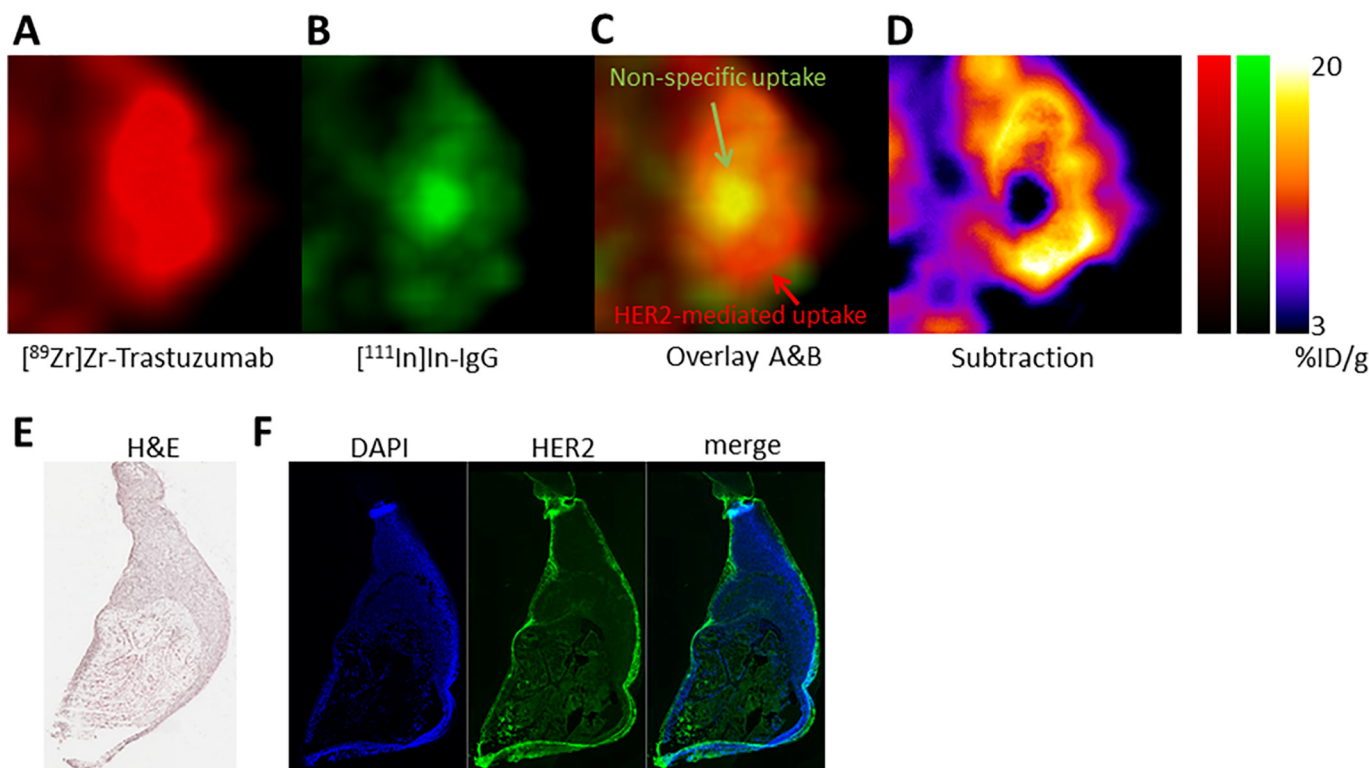 A
B
C
D
Non-specific uptake
HER2-mediated uptake
20
3
[⁸⁹Zr]Zr-Trastuzumab
[¹¹¹In]In-IgG
Overlay A&B
Subtraction
%ID/g
E
F
H&E
DAPI
HER2
merge